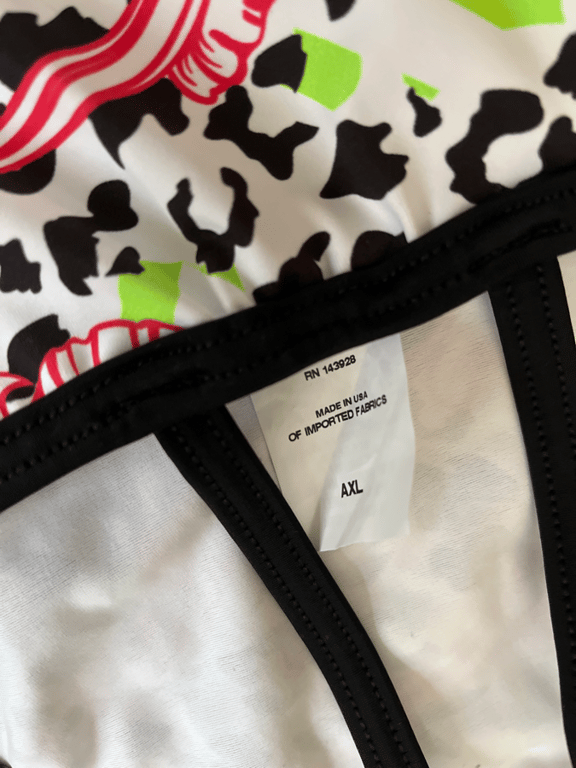 RN 143928
MADE IN USA
OF IMPORTED FABRICS
AXL